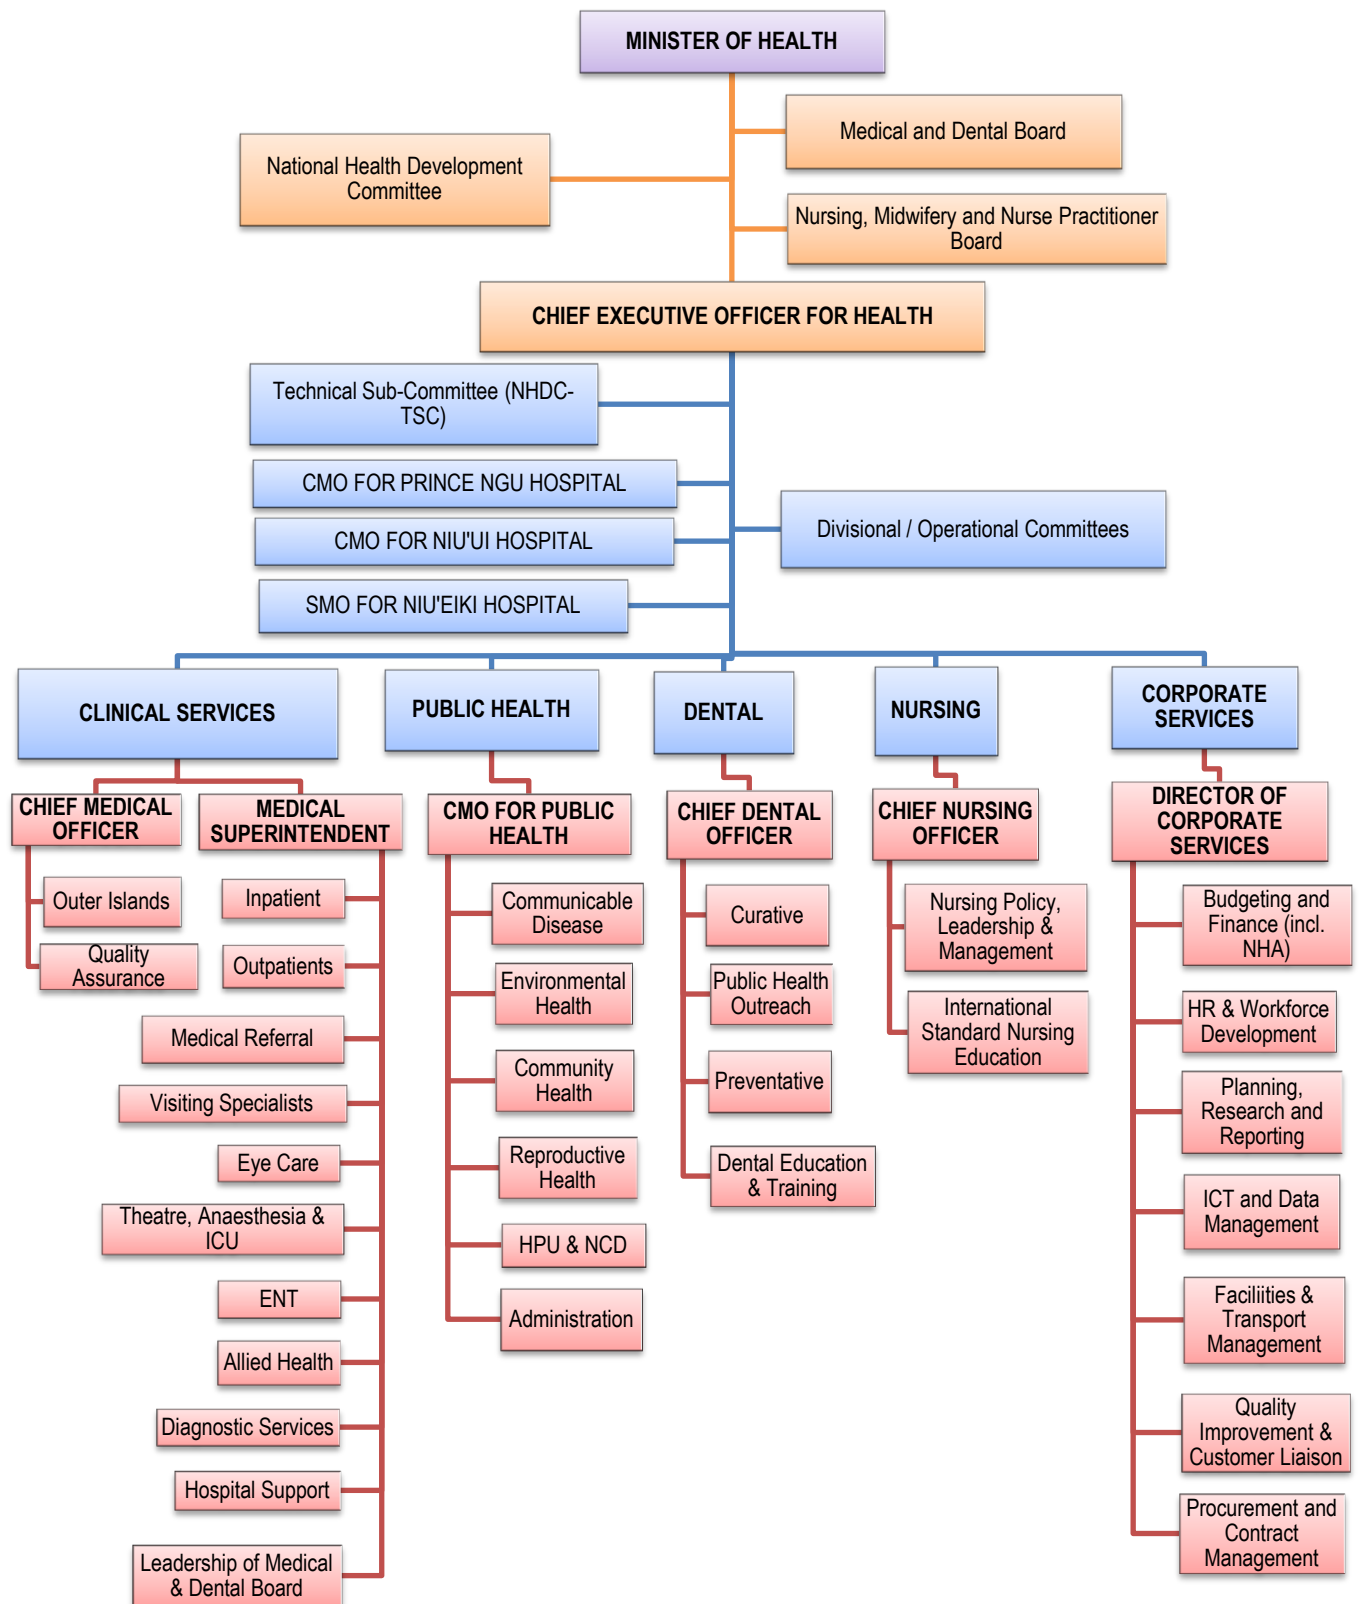 MINISTER OF HEALTH
Medical and Dental Board
National Health Development
Committee
Nursing, Midwifery and Nurse Practitioner
Board
CHIEF EXECUTIVE OFFICER FOR HEALTH
Technical Sub-Committee (NHDC-
TSC)
CMO FOR PRINCE NGU HOSPITAL
Divisional / Operational Committees
CMO FOR NIU'UI HOSPITAL
SMO FOR NIU'EIKI HOSPITAL
CLINICAL SERVICES
PUBLIC HEALTH
DENTAL
NURSING
CORPORATE
SERVICES
CHIEF MEDICAL
OFFICER
Outer Islands
Quality
Assurance
MEDICAL
SUPERINTENDENT
Inpatient
Outpatients
Medical Referral
Visiting Specialists
Eye Care
Theatre, Anaesthesia &
ICU
ENT
Allied Health
Diagnostic Services
Hospital Support
Leadership of Medical
& Dental Board
CMO FOR PUBLIC
HEALTH
Communicable
Disease
Environmental
Health
Community
Health
Reproductive
Health
HPU & NCD
Administration
CHIEF DENTAL
OFFICER
Curative
Public Health
Outreach
Preventative
Dental Education
& Training
CHIEF NURSING
OFFICER
Nursing Policy,
Leadership &
Management
International
Standard Nursing
Education
DIRECTOR OF
CORPORATE
SERVICES
Budgeting and
Finance (incl.
NHA)
HR & Workforce
Development
Planning,
Research and
Reporting
ICT and Data
Management
Faciliities &
Transport
Management
Quality
Improvement &
Customer Liaison
Procurement and
Contract
Management